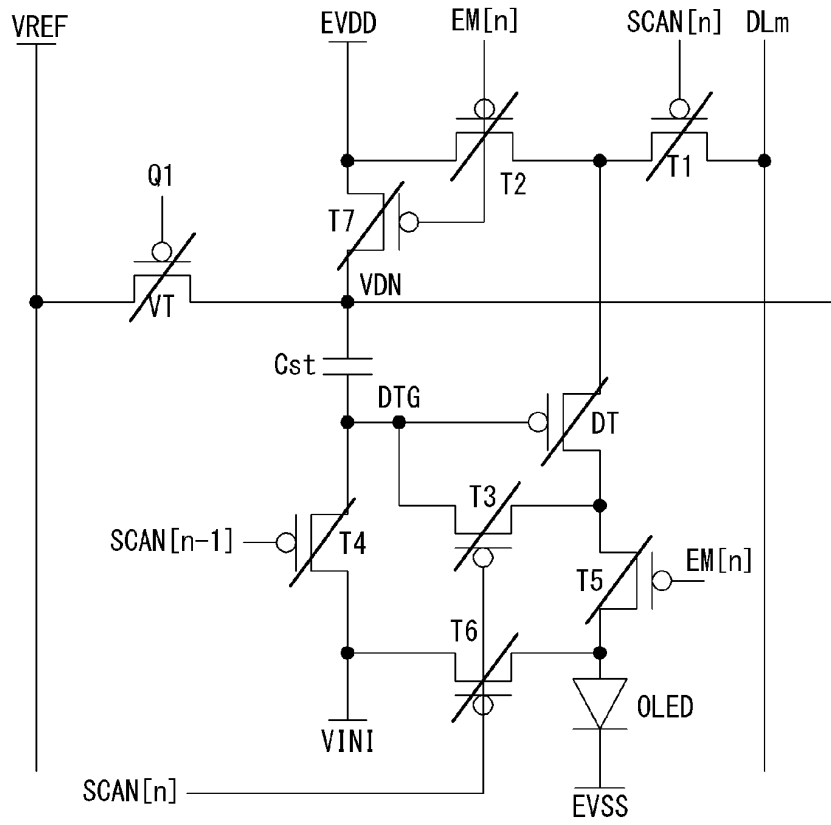 VREF
EVDD
EM[n]
SCAN[n]
DLm
Q1
T7
T2
T1
VT
VDN
Cst
DTG
DT
T3
SCAN[n-1]
T4
T5
EM[n]
T6
OLED
VINI
SCAN[n]
EVSS